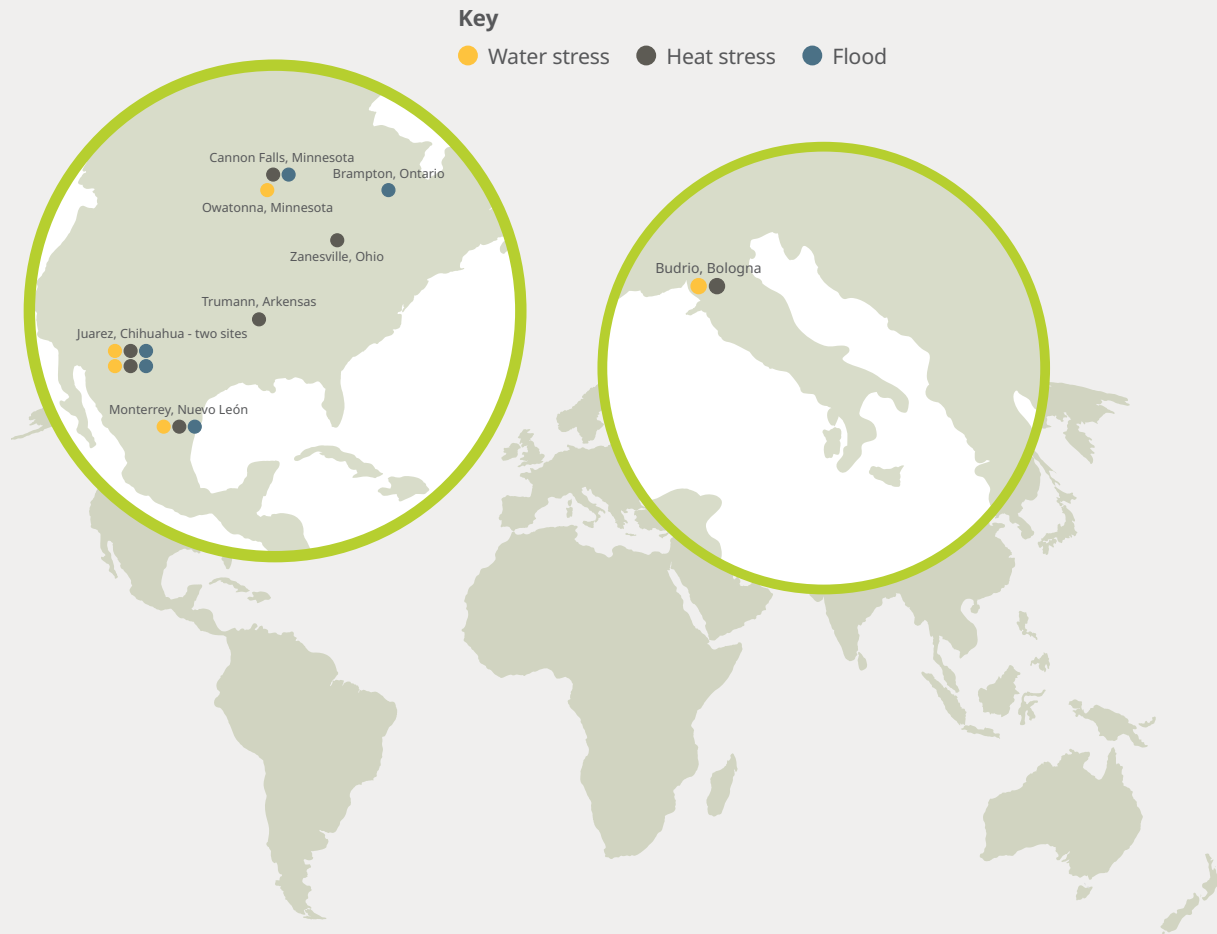 Key
Water stress Heat stress Flood
Cannon Falls, Minnesota
Brampton, Ontario
Owatonna, Minnesota
Zanesville, Ohio
Trumann, Arkensas
Juarez, Chihuahua - two sites
Monterrey, Nuevo León
Budrio, Bologna